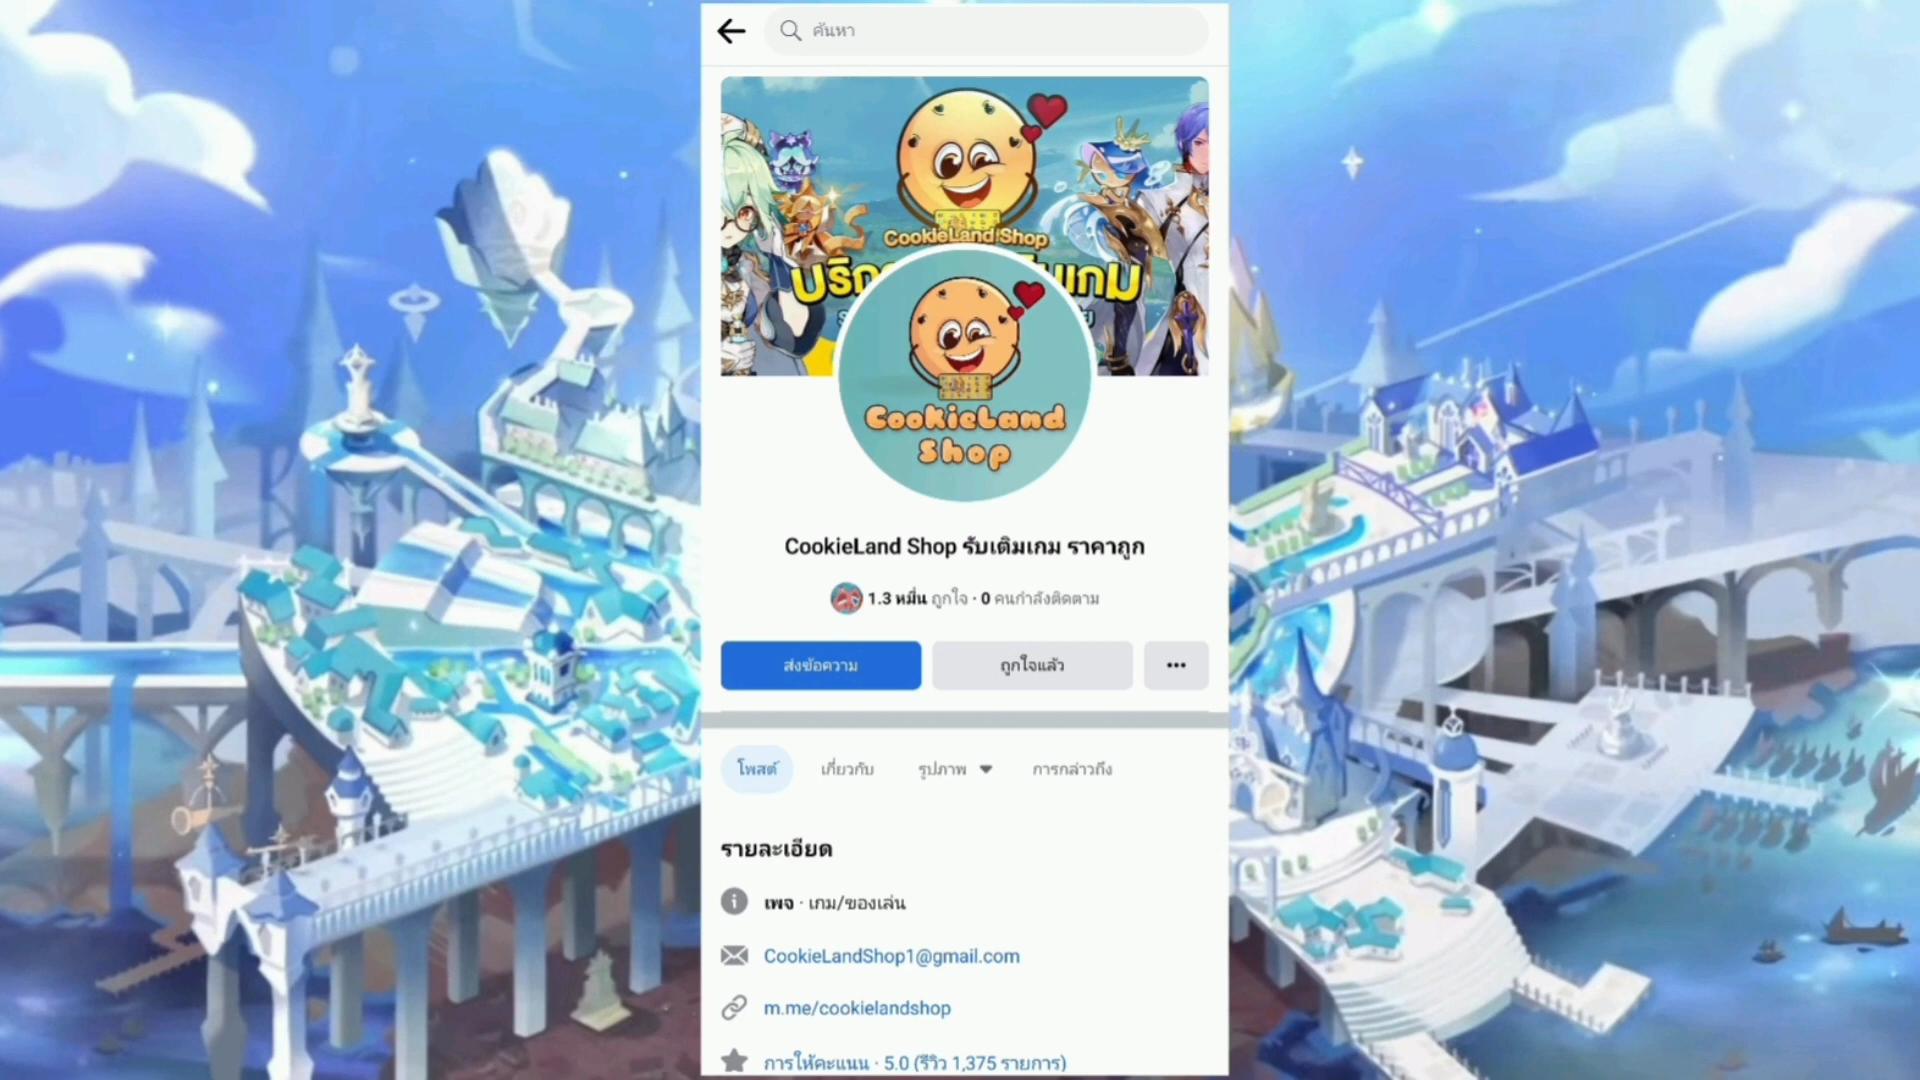 ค้นหา
CookieLand Shop
CookieLand
Shop
CookieLand Shop รับเติมเกม ราคาถูก
1.3 หมื่น ถูกใจ · 0 คนกำลังติดตาม
ส่งข้อความ
ถูกใจแล้ว
โพสต์
เกี่ยวกับ
รูปภาพ
การกล่าวถึง
รายละเอียด
เพจ · เกม/ของเล่น
CookieLandShop1@gmail.com
m.me/cookielandshop
การให้คะแนน · 5.0 (รีวิว 1,375 รายการ)